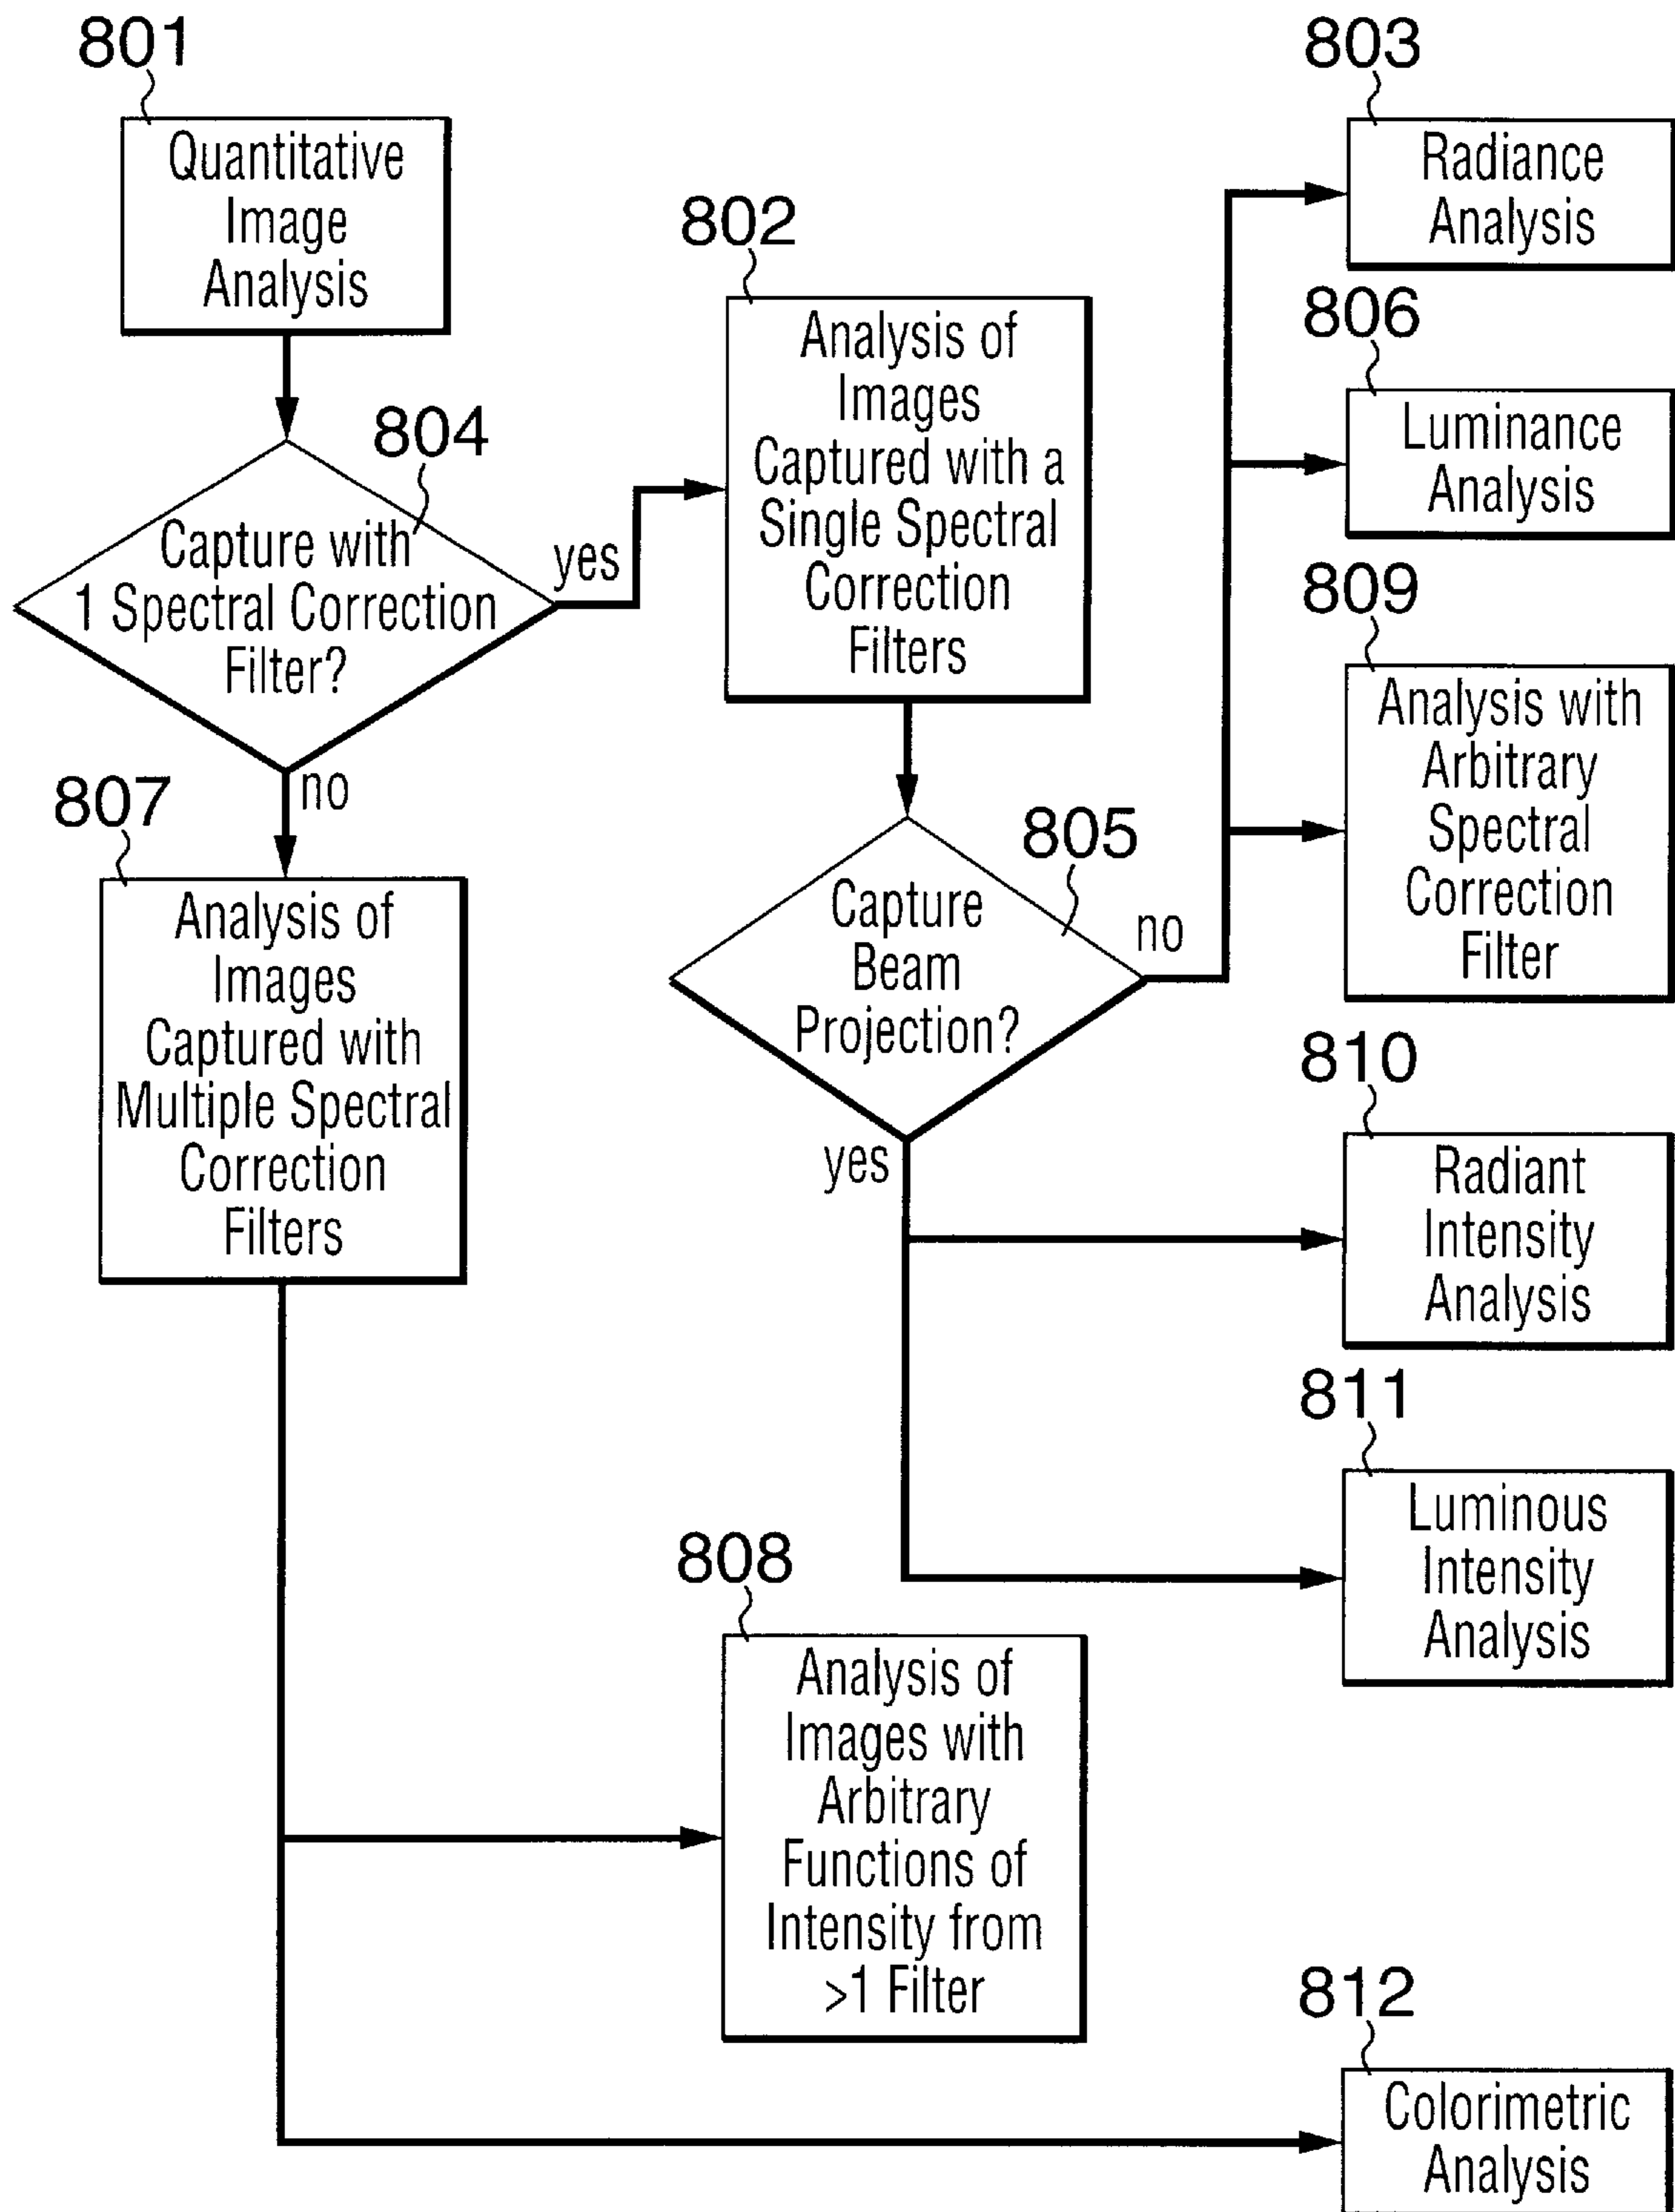 801
Quantitative
Image
Analysis
804
Capture with
1 Spectral Correction
Filter?
yes
no
802
Analysis of
Images
Captured with a
Single Spectral
Correction
Filters
805
Capture
Beam
Projection?
no
yes
803
Radiance
Analysis
806
Luminance
Analysis
809
Analysis with
Arbitrary
Spectral
Correction
Filter
810
Radiant
Intensity
Analysis
811
Luminous
Intensity
Analysis
807
Analysis of
Images
Captured with
Multiple Spectral
Correction
Filters
808
Analysis of
Images with
Arbitrary
Functions of
Intensity from
>1 Filter
812
Colorimetric
Analysis